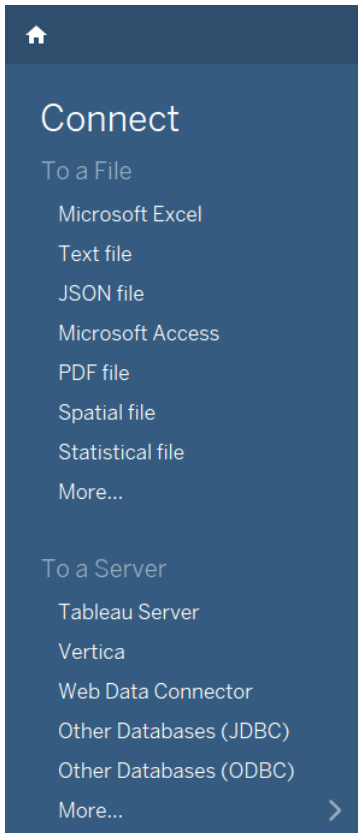 Connect
To a File
Microsoft Excel
Text file
JSON file
Microsoft Access
PDF file
Spatial file
Statistical file
More...
To a Server
Tableau Server
Vertica
Web Data Connector
Other Databases (JDBC)
Other Databases (ODBC)
More...